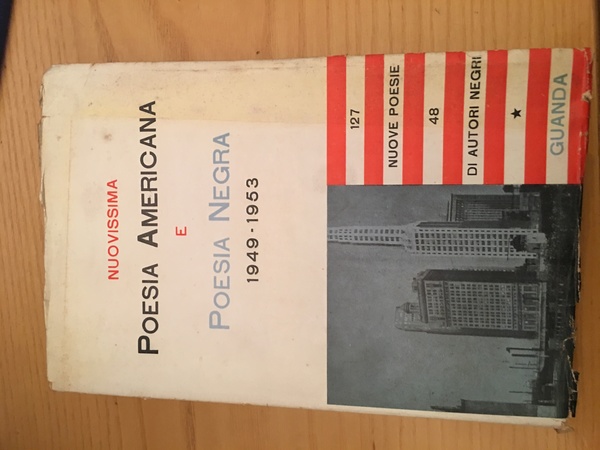 NUOVISSIMA
POESIA AMERICANA
E
POESIA NEGRA
1949 - 1953
127
NUOVE POESIE
48
DI AUTORI NEGRI
★
GUANDA